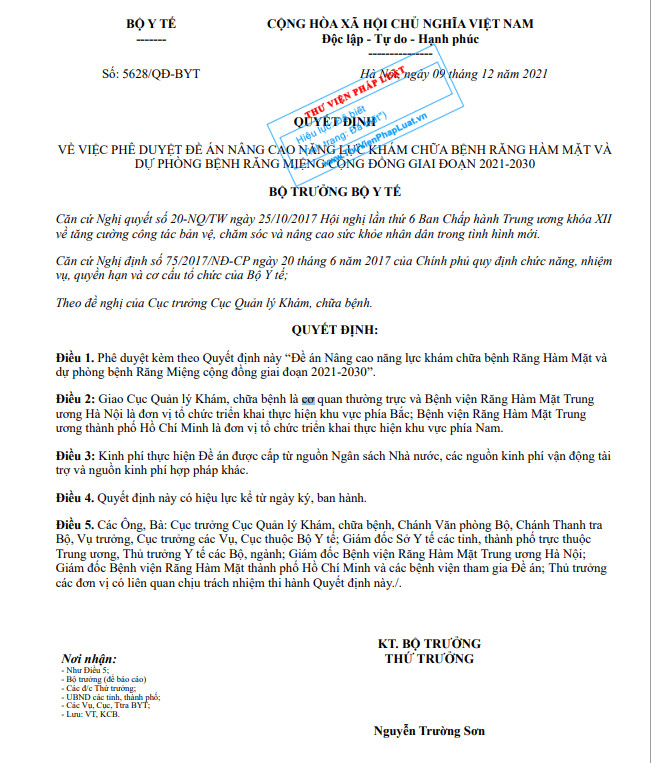 BỘ Y TẾ
-------
CỘNG HÒA XÃ HỘI CHỦ NGHĨA VIỆT NAM
Độc lập - Tự do - Hạnh phúc
---------------
Số: 5628/QĐ-BYT
Hà Nội, ngày 09 tháng 12 năm 2021
THƯ VIỆN PHÁP LUẬT
Hiệu lực: Đã biết
Tình trạng: Đã biết")
www.ThuVienPhapLuat.vn
QUYẾT ĐỊNH
VỀ VIỆC PHÊ DUYỆT ĐỀ ÁN NÂNG CAO NĂNG LỰC KHÁM CHỮA BỆNH RĂNG HÀM MẶT VÀ
DỰ PHÒNG BỆNH RĂNG MIỆNG CỘNG ĐỒNG GIAI ĐOẠN 2021-2030
BỘ TRƯỞNG BỘ Y TẾ
Căn cứ Nghị quyết số 20-NQ/TW ngày 25/10/2017 Hội nghị lần thứ 6 Ban Chấp hành Trung ương khóa XII
về tăng cường công tác bản vệ, chăm sóc và nâng cao sức khỏe nhân dân trong tình hình mới.
Căn cứ Nghị định số 75/2017/NĐ-CP ngày 20 tháng 6 năm 2017 của Chính phủ quy định chức năng, nhiệm
vụ, quyền hạn và cơ cấu tổ chức của Bộ Y tế;
Theo đề nghị của Cục trưởng Cục Quản lý Khám, chữa bệnh.
QUYẾT ĐỊNH:
Điều 1. Phê duyệt kèm theo Quyết định này “Đề án Nâng cao năng lực khám chữa bệnh Răng Hàm Mặt và
dự phòng bệnh Răng Miệng cộng đồng giai đoạn 2021-2030”.
Điều 2: Giao Cục Quản lý Khám, chữa bệnh là cơ quan thường trực và Bệnh viện Răng Hàm Mặt Trung
ương Hà Nội là đơn vị tổ chức triển khai thực hiện khu vực phía Bắc; Bệnh viện Răng Hàm Mặt Trung
ương thành phố Hồ Chí Minh là đơn vị tổ chức triển khai thực hiện khu vực phía Nam.
Điều 3: Kinh phí thực hiện Đề án được cấp từ nguồn Ngân sách Nhà nước, các nguồn kinh phí vận động tài
trợ và nguồn kinh phí hợp pháp khác.
Điều 4. Quyết định này có hiệu lực kể từ ngày ký, ban hành.
Điều 5. Các Ông, Bà: Cục trưởng Cục Quản lý Khám, chữa bệnh, Chánh Văn phòng Bộ, Chánh Thanh tra
Bộ, Vụ trưởng, Cục trưởng các Vụ, Cục thuộc Bộ Y tế; Giám đốc Sở Y tế các tỉnh, thành phố trực thuộc
Trung ương, Thủ trưởng Y tế các Bộ, ngành; Giám đốc Bệnh viện Răng Hàm Mặt Trung ương Hà Nội;
Giám đốc Bệnh viện Răng Hàm Mặt thành phố Hồ Chí Minh và các bệnh viện tham gia Đề án; Thủ trưởng
các đơn vị có liên quan chịu trách nhiệm thi hành Quyết định này./.
Nơi nhận:
- Như Điều 5;
- Bộ trưởng (để báo cáo)
- Các đ/c Thứ trưởng;
- UBND các tỉnh, thành phố;
- Các Vụ, Cục, Ttra BYT;
- Lưu: VT, KCB.
KT. BỘ TRƯỞNG
THỨ TRƯỞNG
Nguyễn Trường Sơn